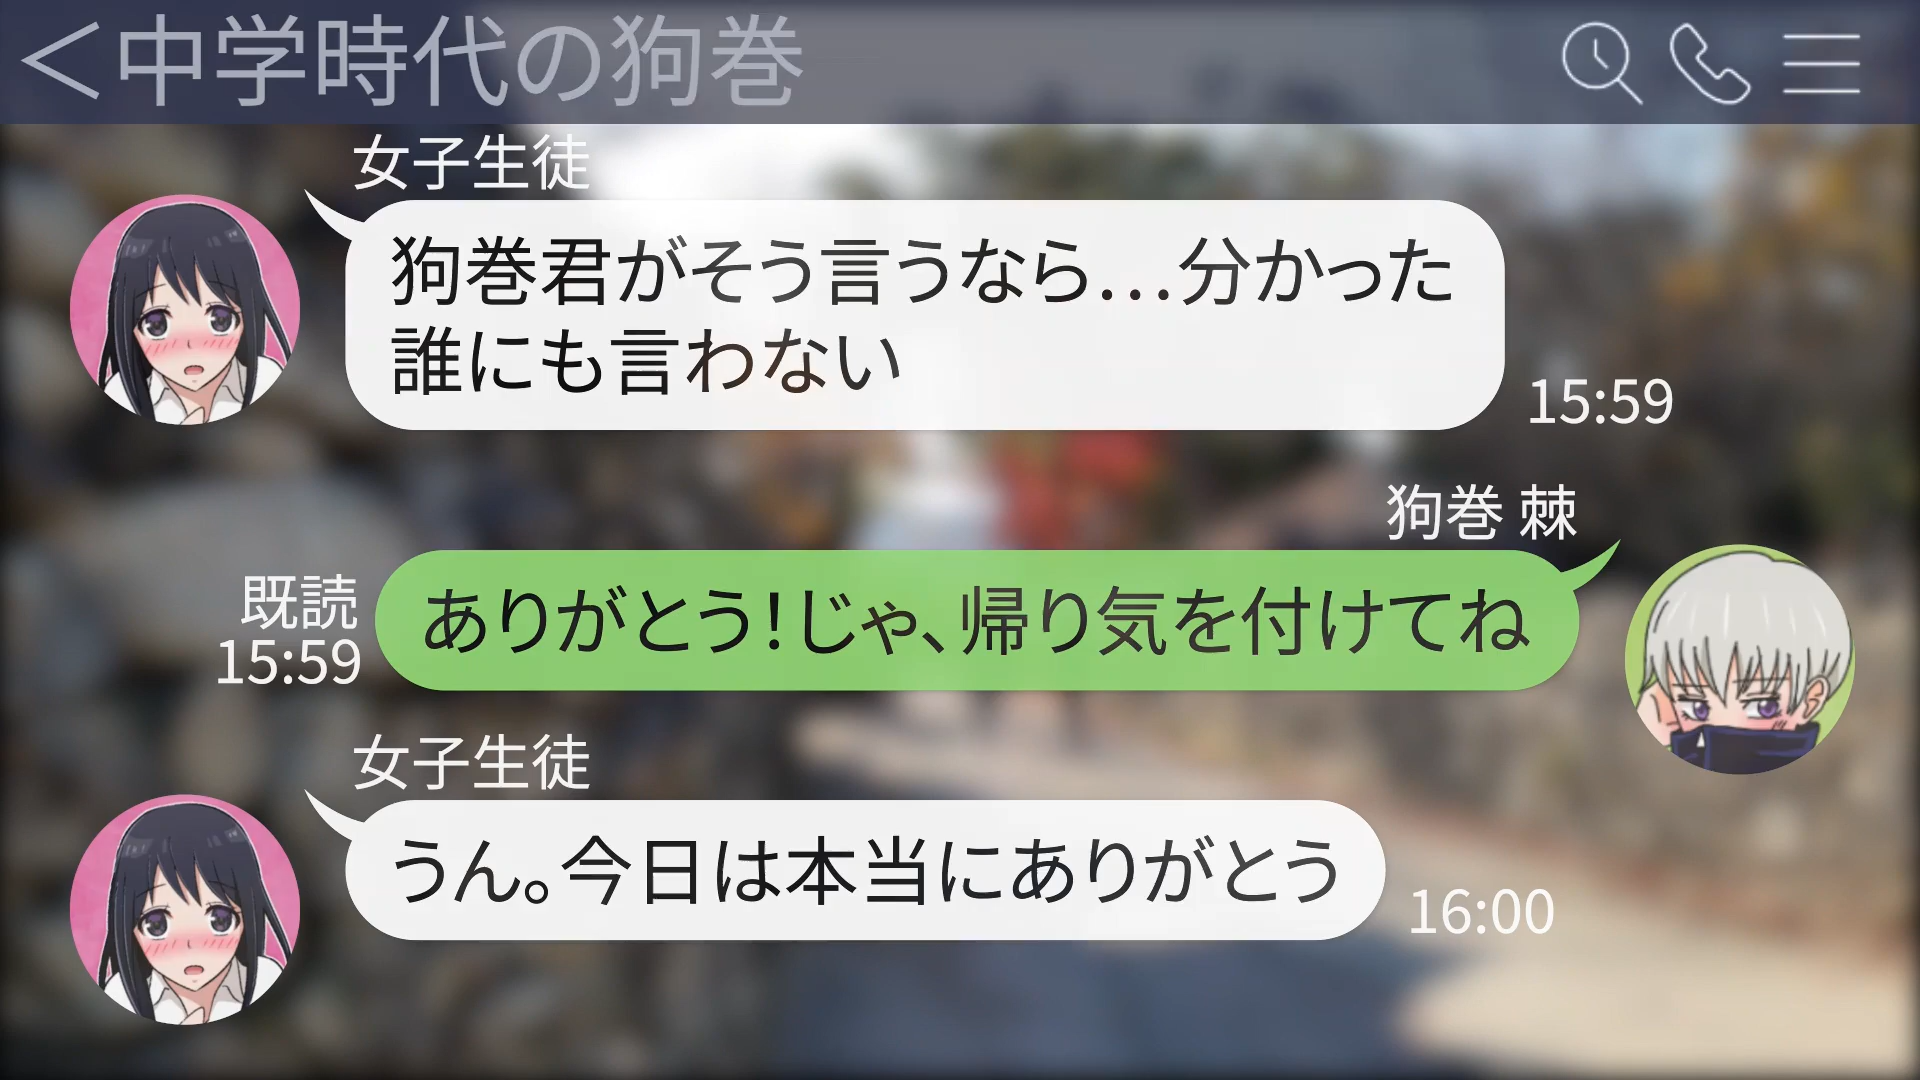 <中学時代の狗巻
女子生徒
狗巻君がそう言うなら…分かった
誰にも言わない
15:59
狗巻 棘
ありがとう!じゃ、帰り気を付けてね
既読
15:59
女子生徒
うん。今日は本当にありがとう
16:00